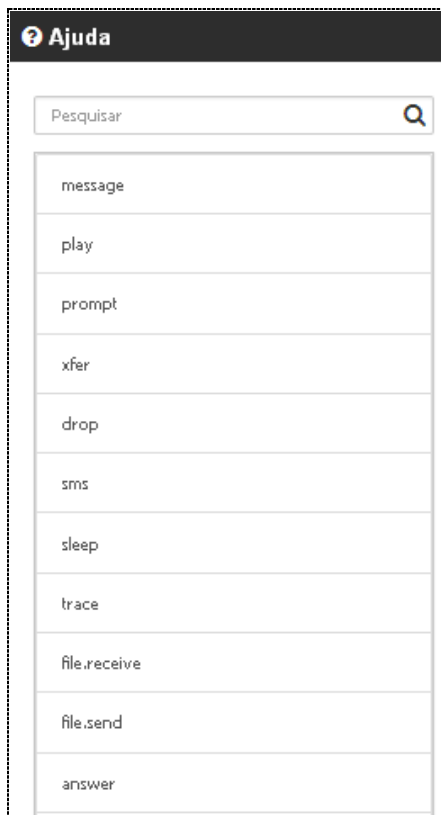 Ajuda
Pesquisar
message
play
prompt
xfer
drop
sms
sleep
trace
file.receive
file.send
answer